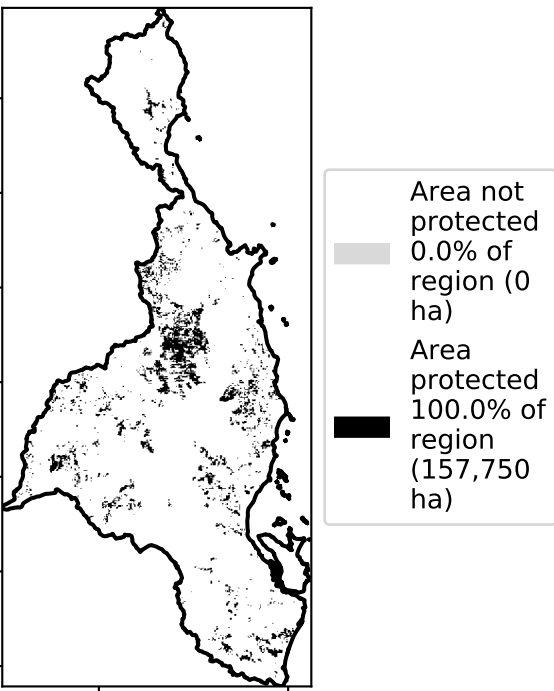 Area not
protected
0.0% of
region (0
ha)
Area
protected
100.0% of
region
(157,750
ha)